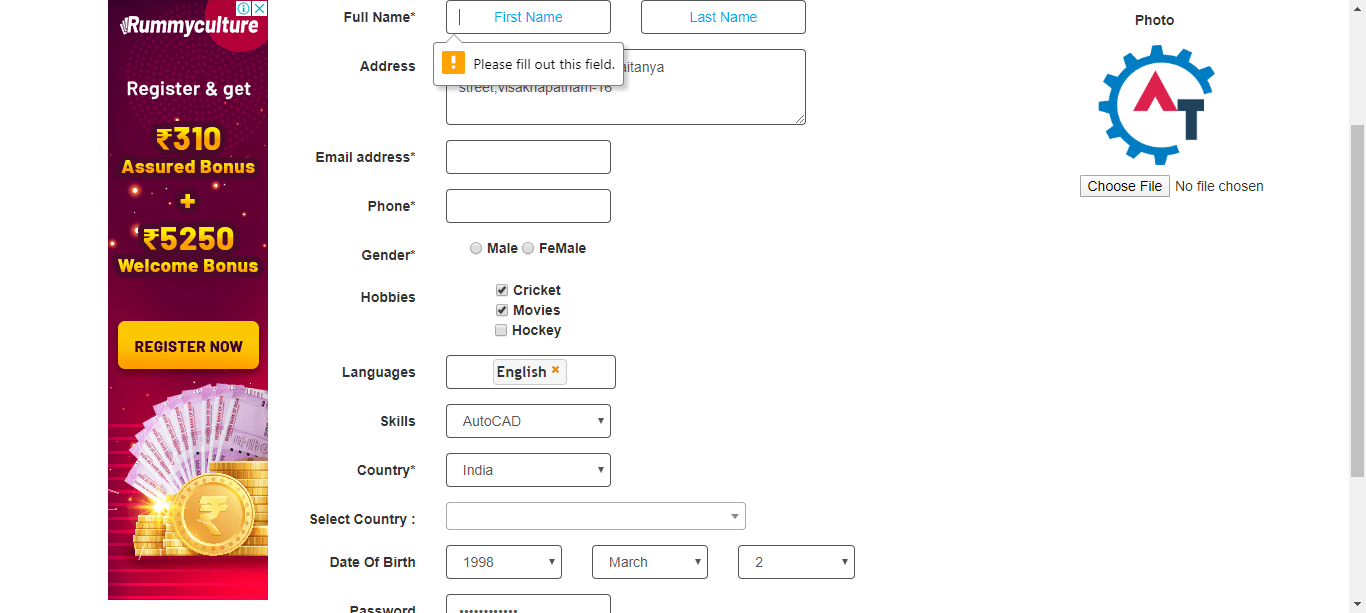 Rummyculture
Register & get
₹310
Assured Bonus
+
₹5250
Welcome Bonus
REGISTER NOW
Full Name*
First Name
Last Name
Please fill out this field.
Address
street,visakhapatnam-16
Email address*
Phone*
Gender*
Male FeMale
Hobbies
Cricket
Movies
Hockey
Languages
English
Skills
AutoCAD
Country*
India
Select Country :
Date Of Birth
1998 March 2
Password
Photo
AT
Choose File No file chosen